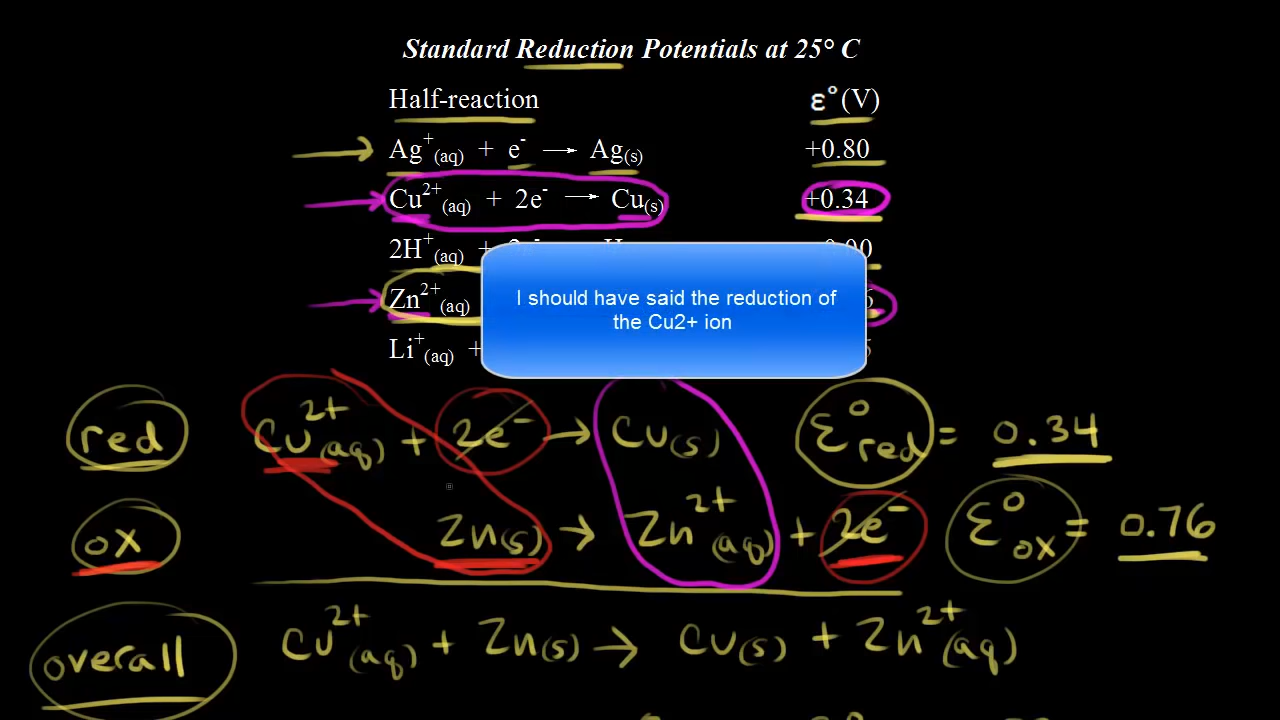 Standard Reduction Potentials at 25° C
Half-reaction ε°(V)
Ag+(aq) + e- → Ag(s) +0.80
Cu2+(aq) + 2e- → Cu(s) +0.34
2H+(aq) +
Zn2+(aq)
Li+(aq) +
I should have said the reduction of
the Cu2+ ion
red Cu2+(aq) + 2e- → Cu(s) ε°red = 0.34
ox Zn(s) → Zn2+(aq) + 2e- ε°ox = 0.76
overall Cu2+(aq) + Zn(s) → Cu(s) + Zn2+(aq)